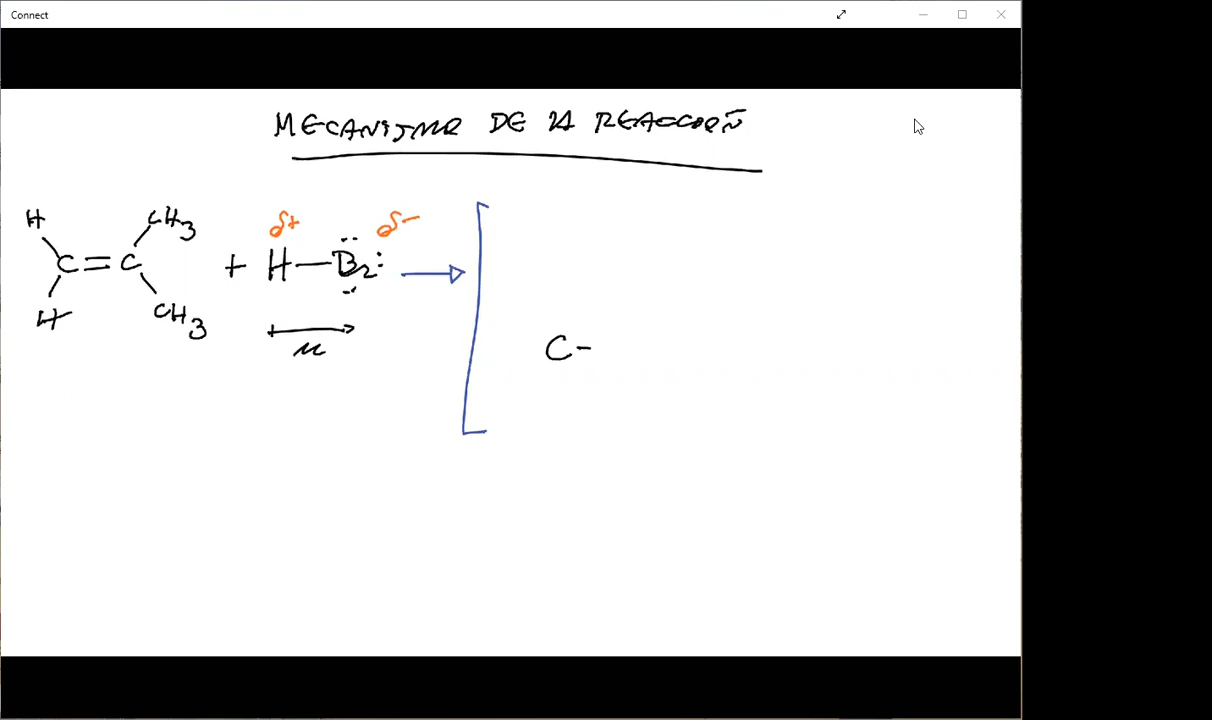 Connect
MECANISMO DE LA REACCIÓN
H CH3
δ+ δ-
C=C + H—Br:
H CH3
μ
C-